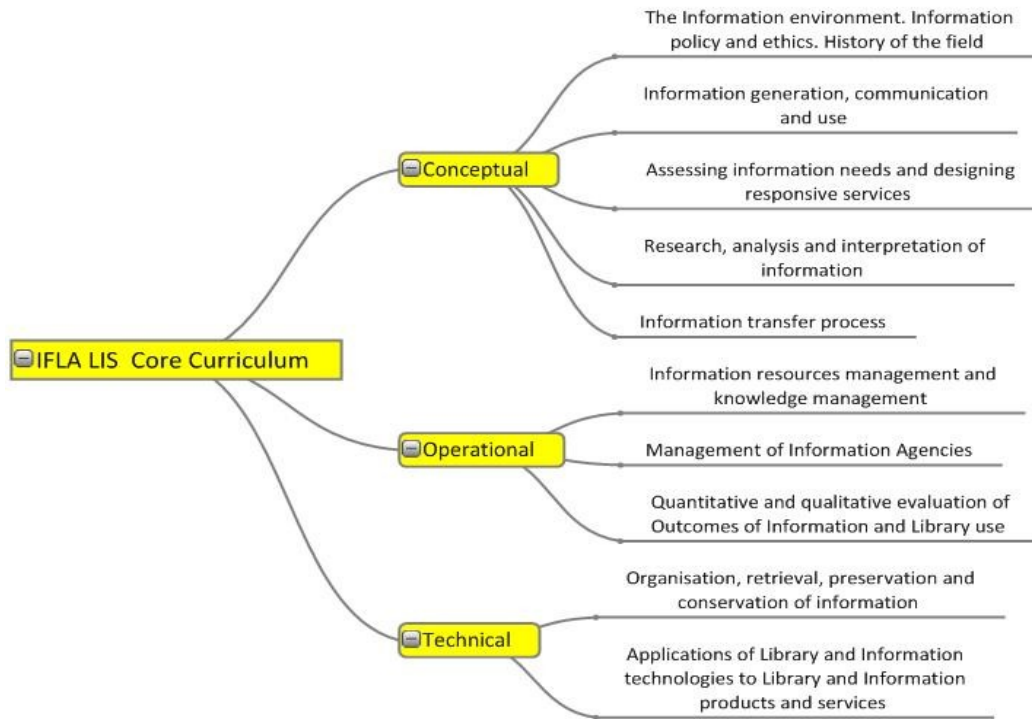 The Information environment. Information
policy and ethics. History of the field
Information generation, communication
and use
Conceptual
Assessing information needs and designing
responsive services
Research, analysis and interpretation of
information
Information transfer process
IFLA LIS  Core Curriculum
Information resources management and
knowledge management
Operational
Management of Information Agencies
Quantitative and qualitative evaluation of
Outcomes of Information and Library use
Organisation, retrieval, preservation and
conservation of information
Technical
Applications of Library and Information
technologies to Library and Information
products and services